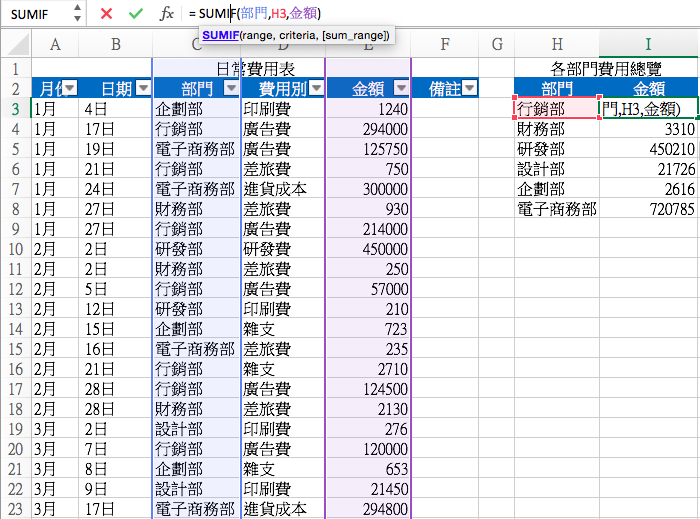 SUMIF fx =SUMIF(部門,H3,金額)
SUMIF(range, criteria, [sum_range])
A B C D E F G H I
1 日常費用表 各部門費用總覽
2 月份 日期 部門 費用別 金額 備註 部門 金額
3 1月 4日 企劃部 印刷費 1240 行銷部 門,H3,金額)
4 1月 17日 行銷部 廣告費 294000 財務部 3310
5 1月 19日 電子商務部 廣告費 125750 研發部 450210
6 1月 21日 行銷部 差旅費 750 設計部 21726
7 1月 24日 電子商務部 進貨成本 300000 企劃部 2616
8 1月 27日 財務部 差旅費 930 電子商務部 720785
9 1月 27日 行銷部 廣告費 214000
10 2月 2日 研發部 研發費 450000
11 2月 2日 財務部 差旅費 250
12 2月 5日 行銷部 廣告費 57000
13 2月 12日 研發部 印刷費 210
14 2月 15日 企劃部 雜支 723
15 2月 16日 電子商務部 差旅費 235
16 2月 21日 行銷部 雜支 2710
17 2月 28日 行銷部 廣告費 124500
18 2月 28日 財務部 差旅費 2130
19 3月 2日 設計部 印刷費 276
20 3月 7日 行銷部 廣告費 120000
21 3月 8日 企劃部 雜支 653
22 3月 9日 設計部 印刷費 21450
23 3月 17日 電子商務部 進貨成本 294800